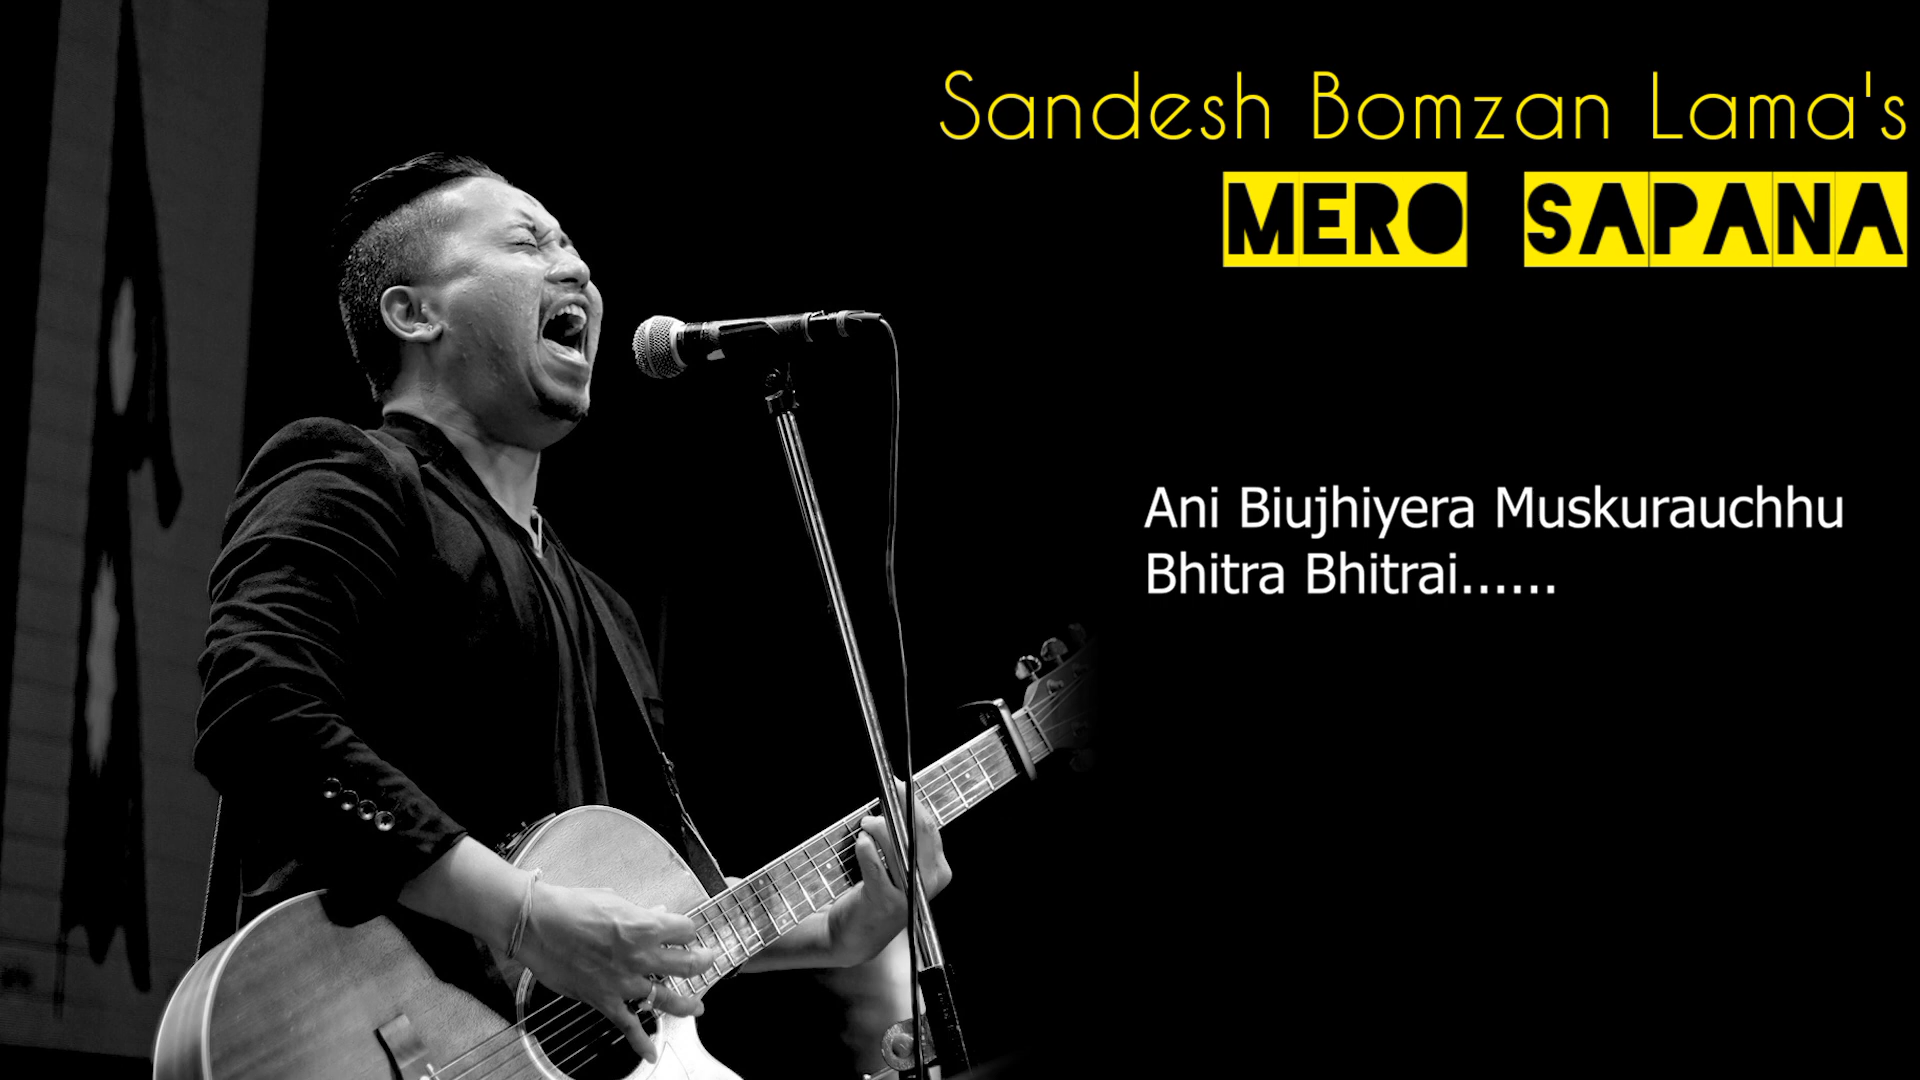 Sandesh Bomzan Lama's
MERO SAPANA
Ani Biujhiyera Muskurauchhu
Bhitra Bhitrai......